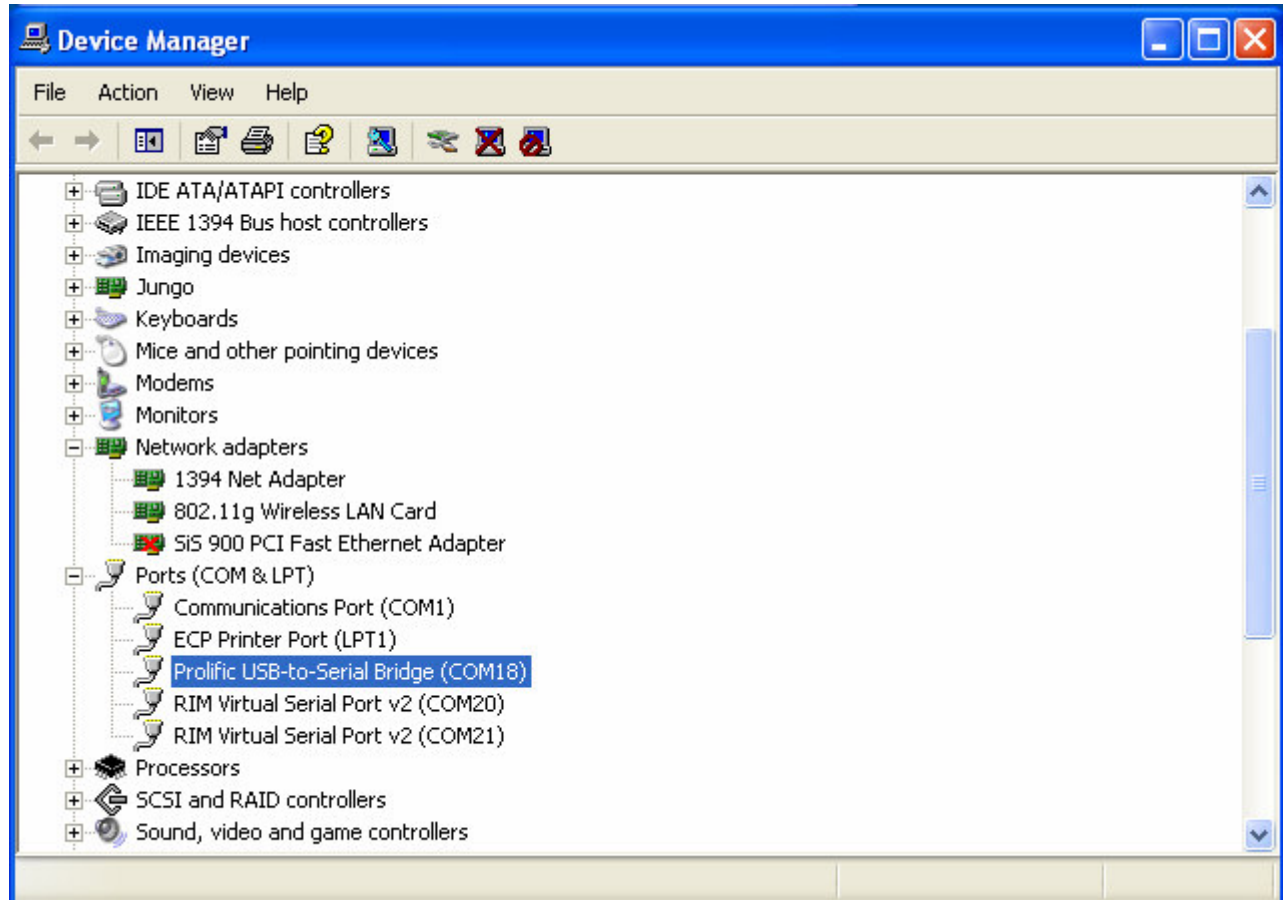 Device Manager
File Action View Help
IDE ATA/ATAPI controllers
IEEE 1394 Bus host controllers
Imaging devices
Jungo
Keyboards
Mice and other pointing devices
Modems
Monitors
Network adapters
1394 Net Adapter
802.11g Wireless LAN Card
SiS 900 PCI Fast Ethernet Adapter
Ports (COM & LPT)
Communications Port (COM1)
ECP Printer Port (LPT1)
Prolific USB-to-Serial Bridge (COM18)
RIM Virtual Serial Port v2 (COM20)
RIM Virtual Serial Port v2 (COM21)
Processors
SCSI and RAID controllers
Sound, video and game controllers